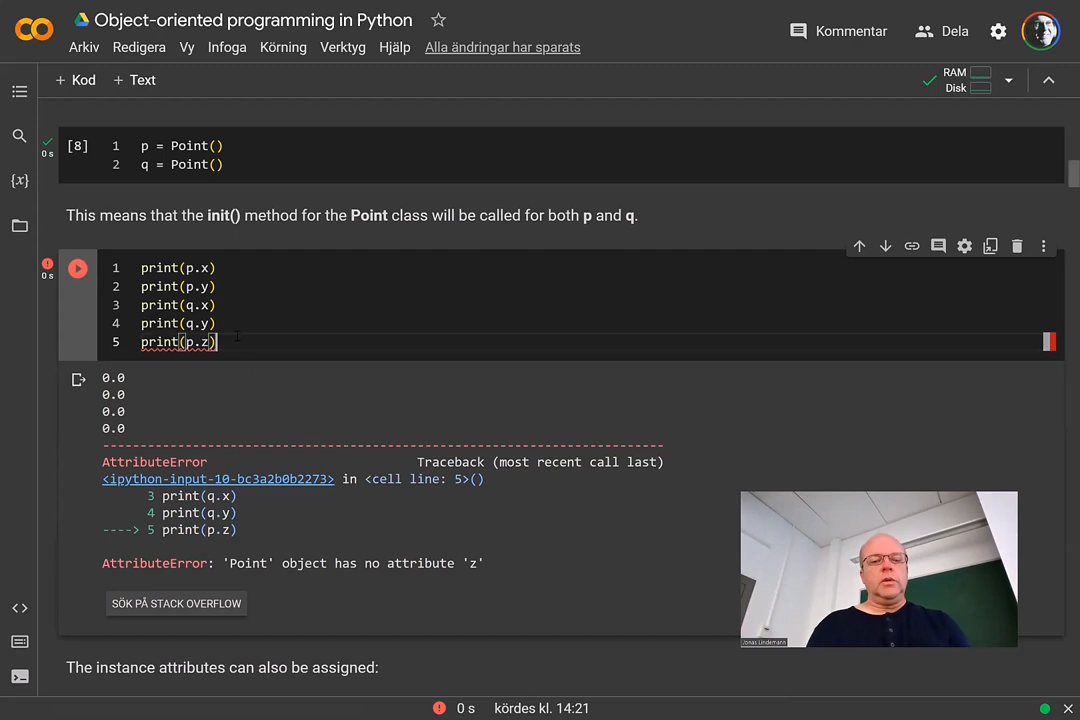 Object-oriented programming in Python
Arkiv Redigera Vy Infoga Körning Verktyg Hjälp Alla ändringar har sparats
Kommentar Dela
+ Kod + Text
RAM
Disk
0 s
[8] 1 p = Point()
2 q = Point()
This means that the init() method for the Point class will be called for both p and q.
0 s
1 print(p.x)
2 print(p.y)
3 print(q.x)
4 print(q.y)
5 print(p.z)
0.0
0.0
0.0
0.0
---------------------------------------------------------------------------
AttributeError Traceback (most recent call last)
<ipython-input-10-bc3a2b0b2273> in <cell line: 5>()
3 print(q.x)
4 print(q.y)
----> 5 print(p.z)
AttributeError: 'Point' object has no attribute 'z'
SÖK PÅ STACK OVERFLOW
Jonas Lindemann
The instance attributes can also be assigned:
0 s kördes kl. 14:21